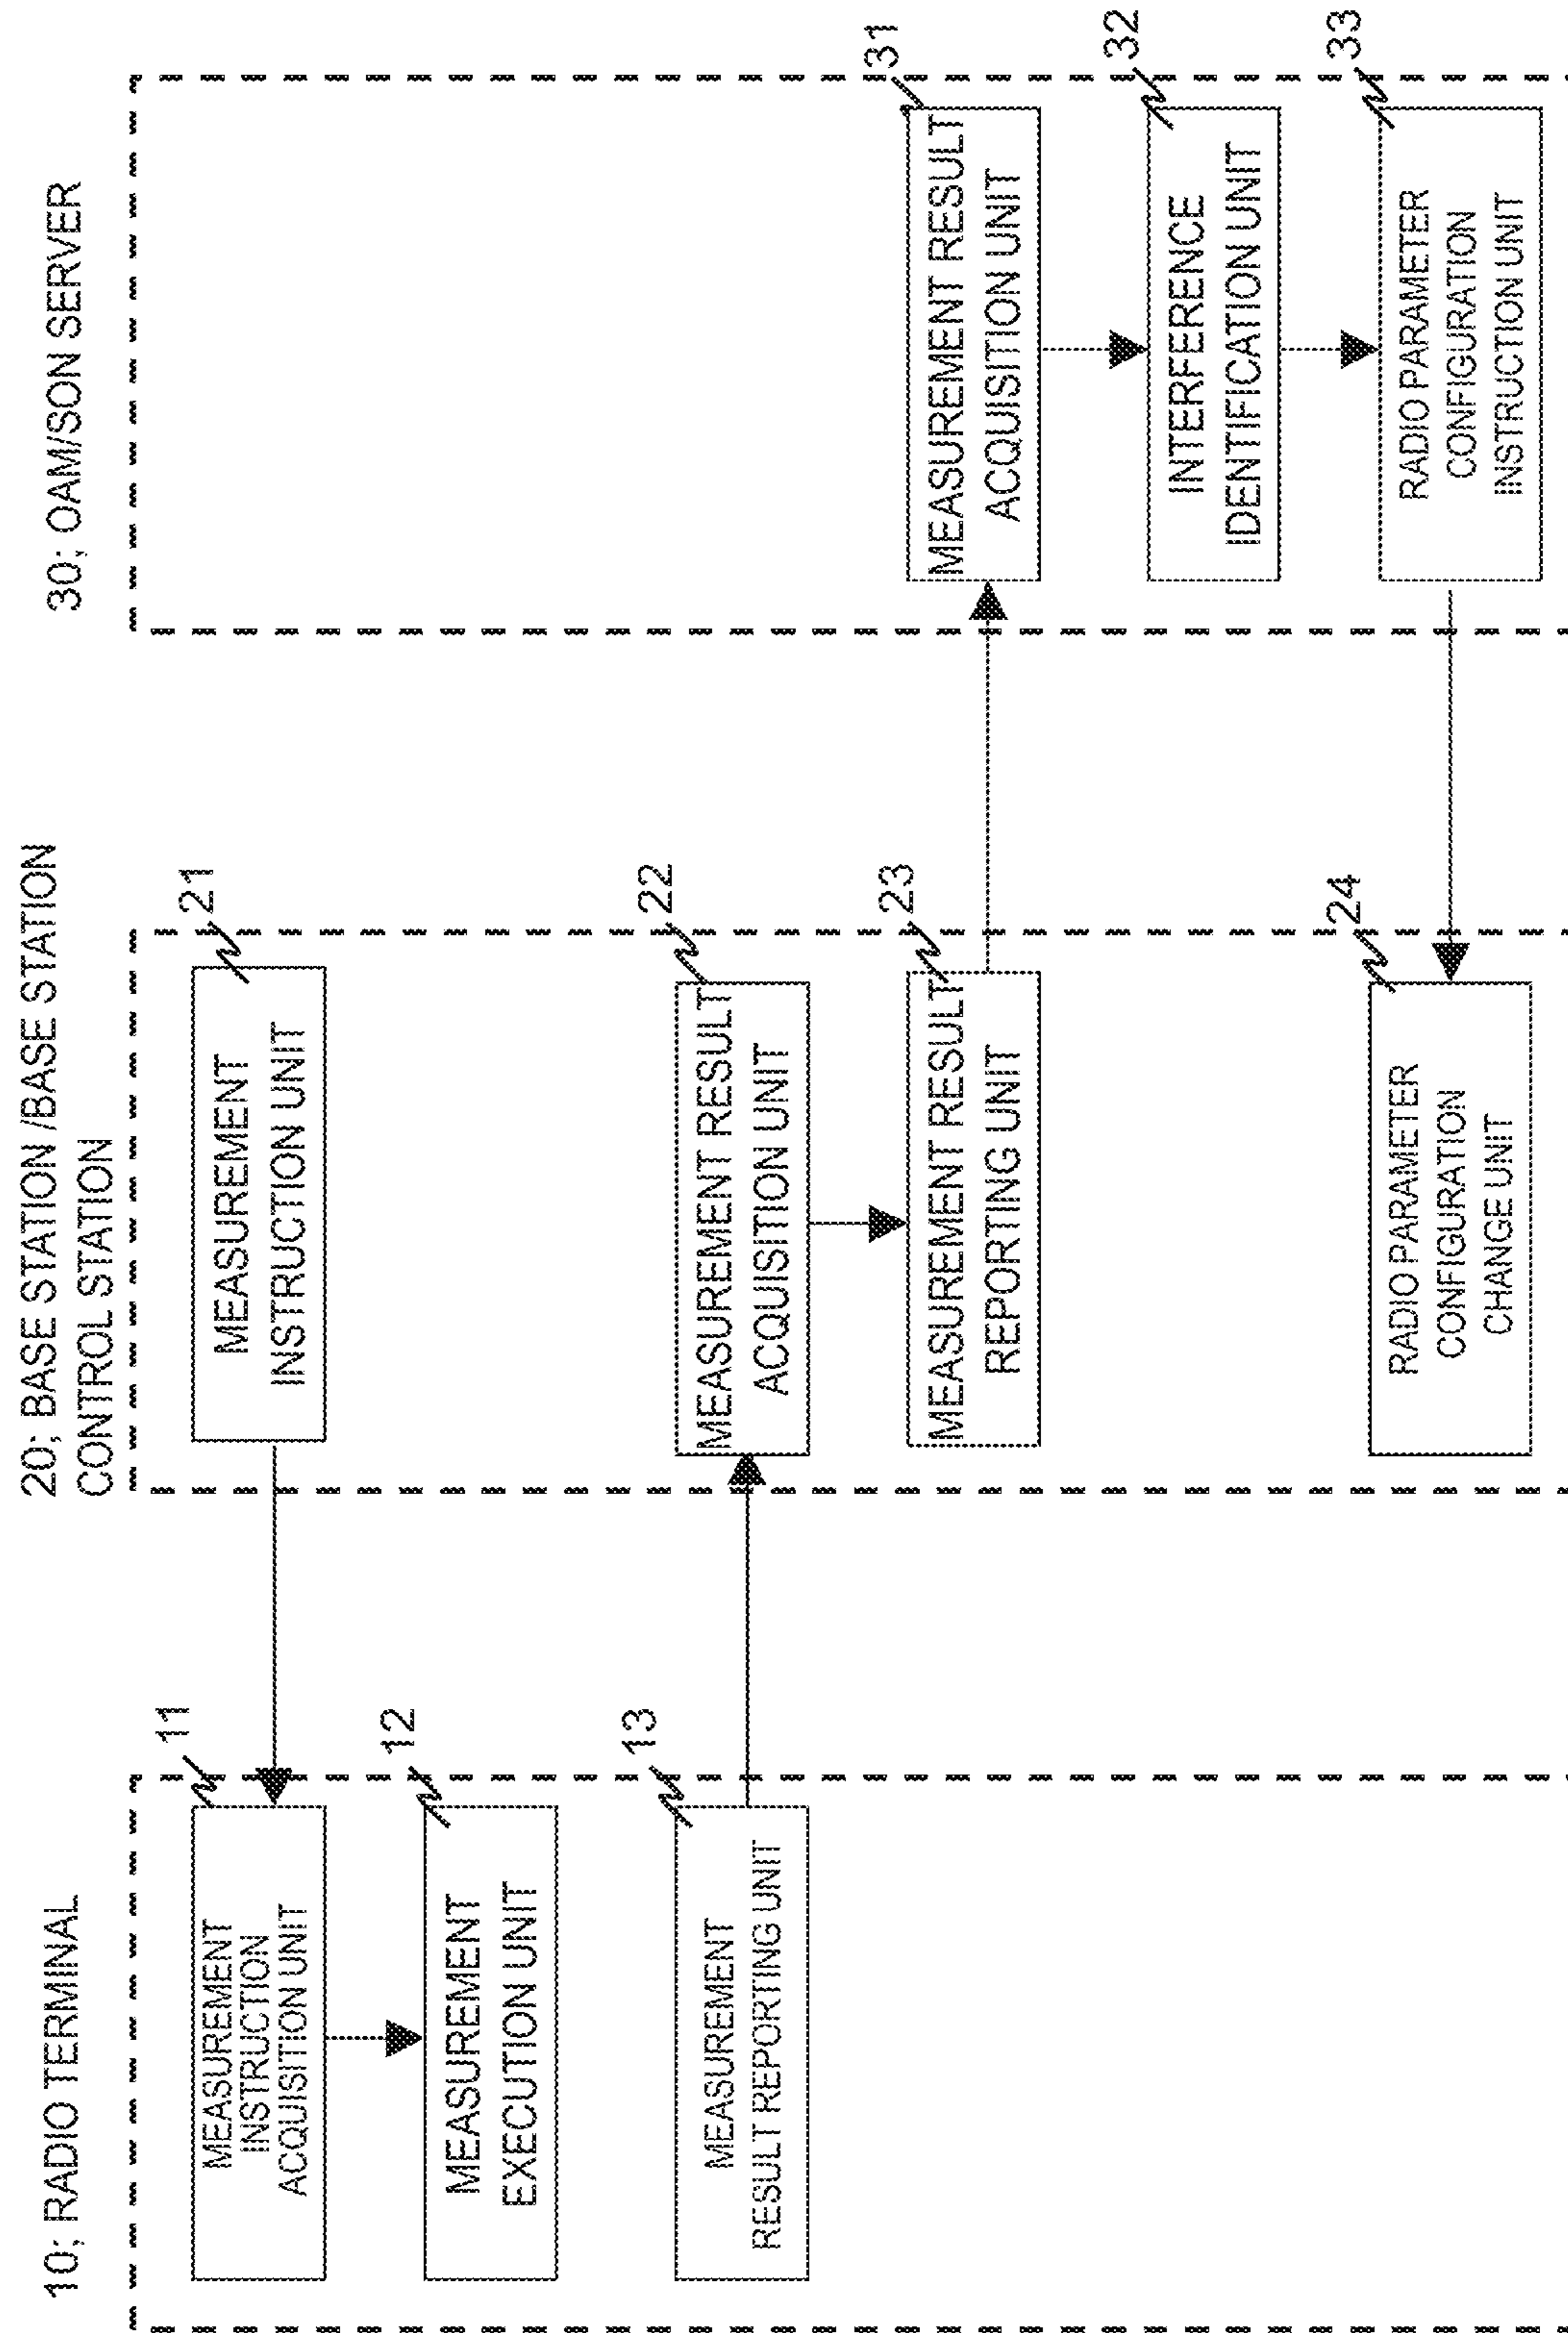 10; RADIO TERMINAL
11
MEASUREMENT
INSTRUCTION
ACQUISITION UNIT
12
MEASUREMENT
EXECUTION UNIT
13
MEASUREMENT
RESULT REPORTING UNIT
20; BASE STATION /BASE STATION
CONTROL STATION
21
MEASUREMENT
INSTRUCTION UNIT
22
MEASUREMENT RESULT
ACQUISITION UNIT
23
MEASUREMENT RESULT
REPORTING UNIT
24
RADIO PARAMETER
CONFIGURATION
CHANGE UNIT
30; OAM/SON SERVER
31
MEASUREMENT RESULT
ACQUISITION UNIT
32
INTERFERENCE
IDENTIFICATION UNIT
33
RADIO PARAMETER
CONFIGURATION
INSTRUCTION UNIT